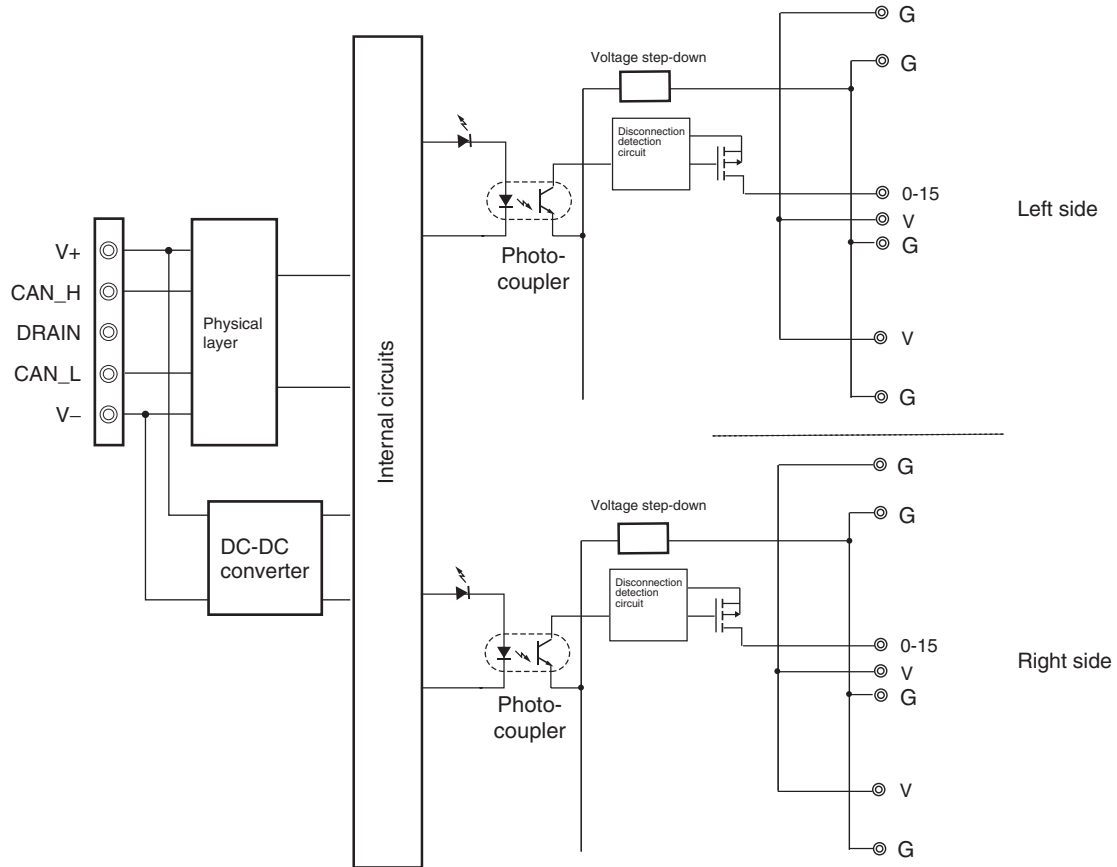 V+
CAN_H
DRAIN
CAN_L
V−
Physical
layer
DC-DC
converter
Internal circuits
Voltage step-down
Disconnection
detection
circuit
Photo-
coupler
G
G
0-15
V
G
V
G
Left side
Voltage step-down
Disconnection
detection
circuit
Photo-
coupler
G
G
0-15
V
G
V
G
Right side